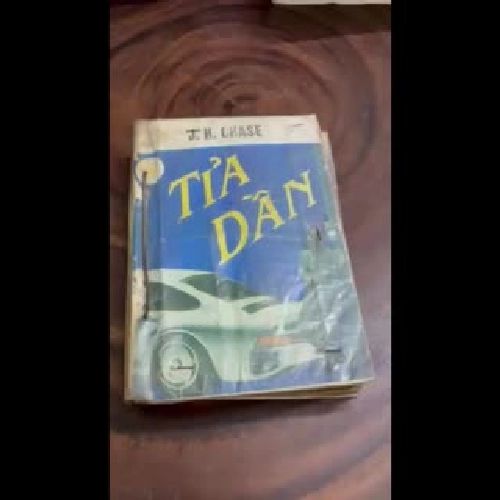 J. H. CHASE
TỈA
DẦN